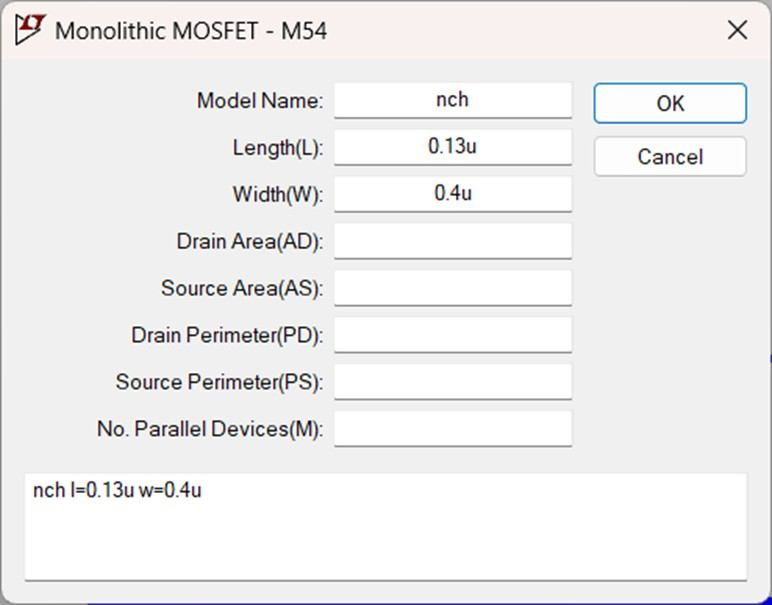 Monolithic MOSFET - M54
Model Name: nch
OK
Length(L): 0.13u
Cancel
Width(W): 0.4u
Drain Area(AD):
Source Area(AS):
Drain Perimeter(PD):
Source Perimeter(PS):
No. Parallel Devices(M):
nch l=0.13u w=0.4u